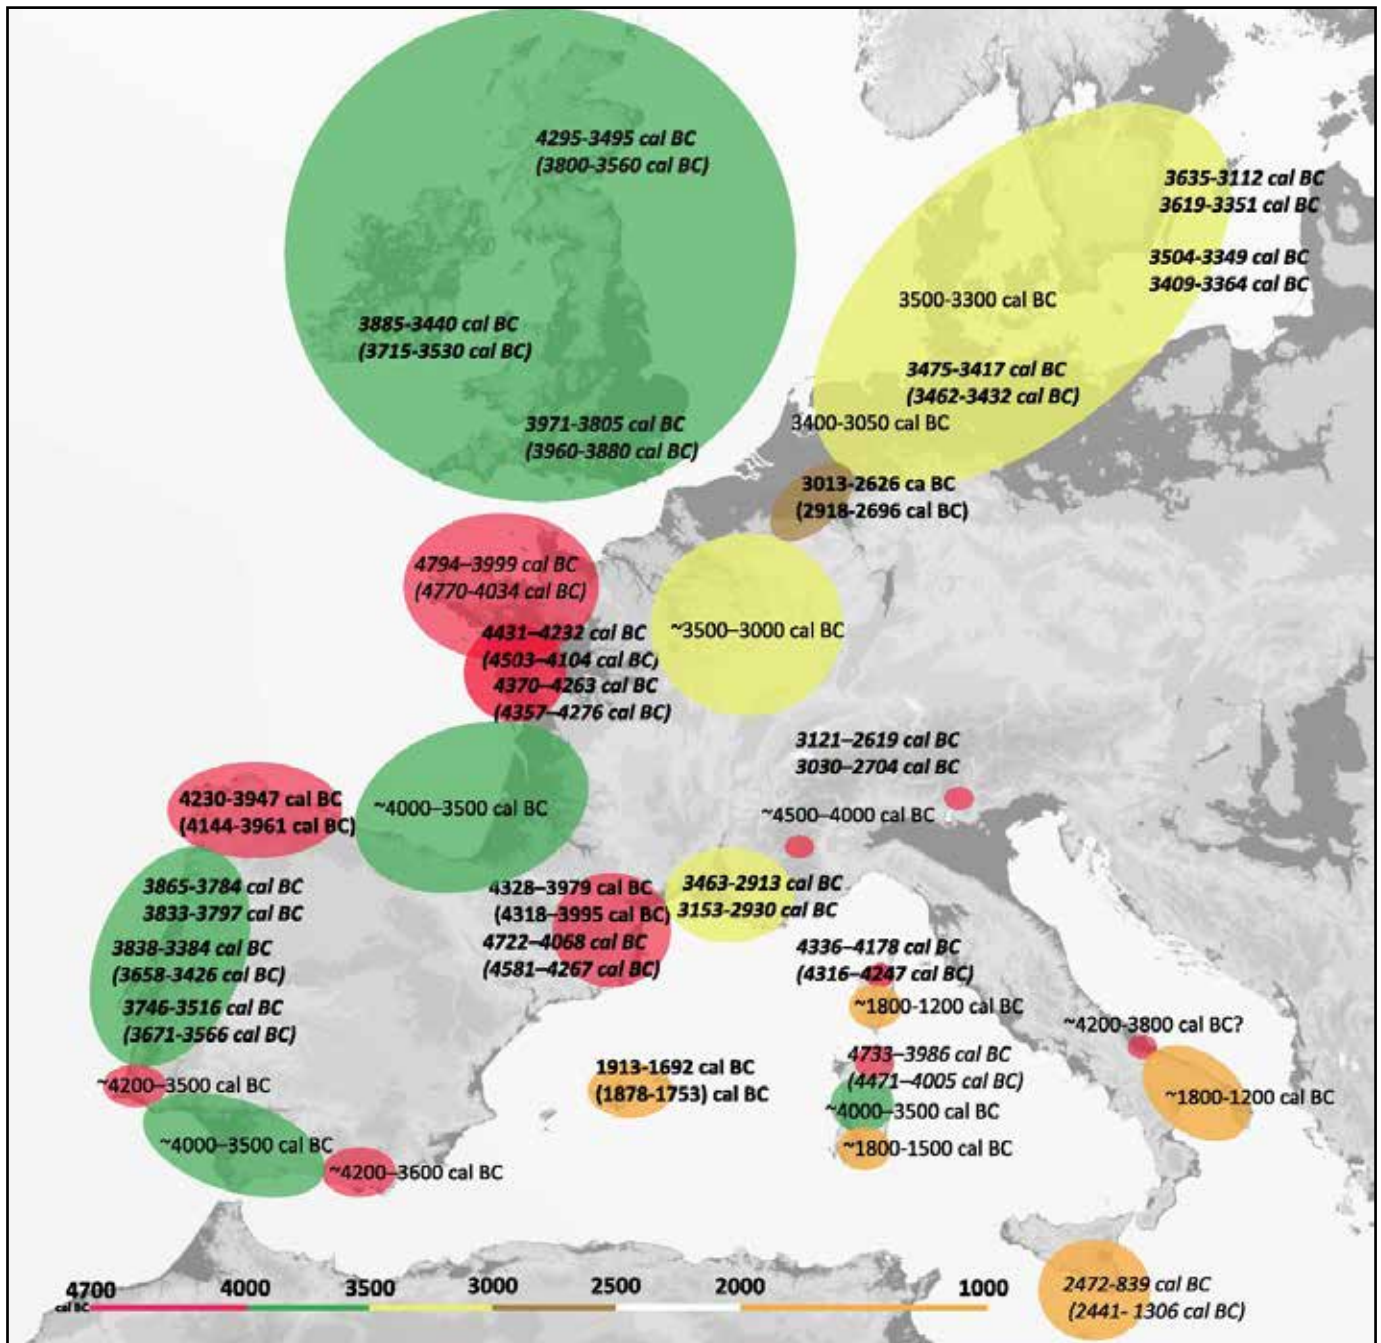 4295-3495 cal BC
(3800-3560 cal BC)
3635-3112 cal BC
3619-3351 cal BC
3504-3349 cal BC
3409-3364 cal BC
3500-3300 cal BC
3885-3440 cal BC
(3715-3530 cal BC)
3475-3417 cal BC
(3462-3432 cal BC)
3400-3050 cal BC
3971-3805 cal BC
(3960-3880 cal BC)
3013-2626 ca BC
(2918-2696 cal BC)
4794–3999 cal BC
(4770-4034 cal BC)
4431–4232 cal BC
(4503–4104 cal BC)
4370–4263 cal BC
(4357–4276 cal BC)
~3500–3000 cal BC
3121–2619 cal BC
3030–2704 cal BC
~4500–4000 cal BC
4230-3947 cal BC
(4144-3961 cal BC)
~4000–3500 cal BC
3865-3784 cal BC
3833-3797 cal BC
3838-3384 cal BC
(3658-3426 cal BC)
3746-3516 cal BC
(3671-3566 cal BC)
4328–3979 cal BC
(4318–3995 cal BC)
4722–4068 cal BC
(4581–4267 cal BC)
3463-2913 cal BC
3153-2930 cal BC
4336–4178 cal BC
(4316–4247 cal BC)
~1800-1200 cal BC
~4200-3800 cal BC?
4733–3986 cal BC
(4471–4005 cal BC)
~4000–3500 cal BC
~1800-1500 cal BC
1913-1692 cal BC
(1878-1753) cal BC
~1800-1200 cal BC
~4200–3500 cal BC
~4000–3500 cal BC
~4200–3600 cal BC
2472-839 cal BC
(2441- 1306 cal BC)
4700 4000 3500 3000 2500 2000 1000
cal BC